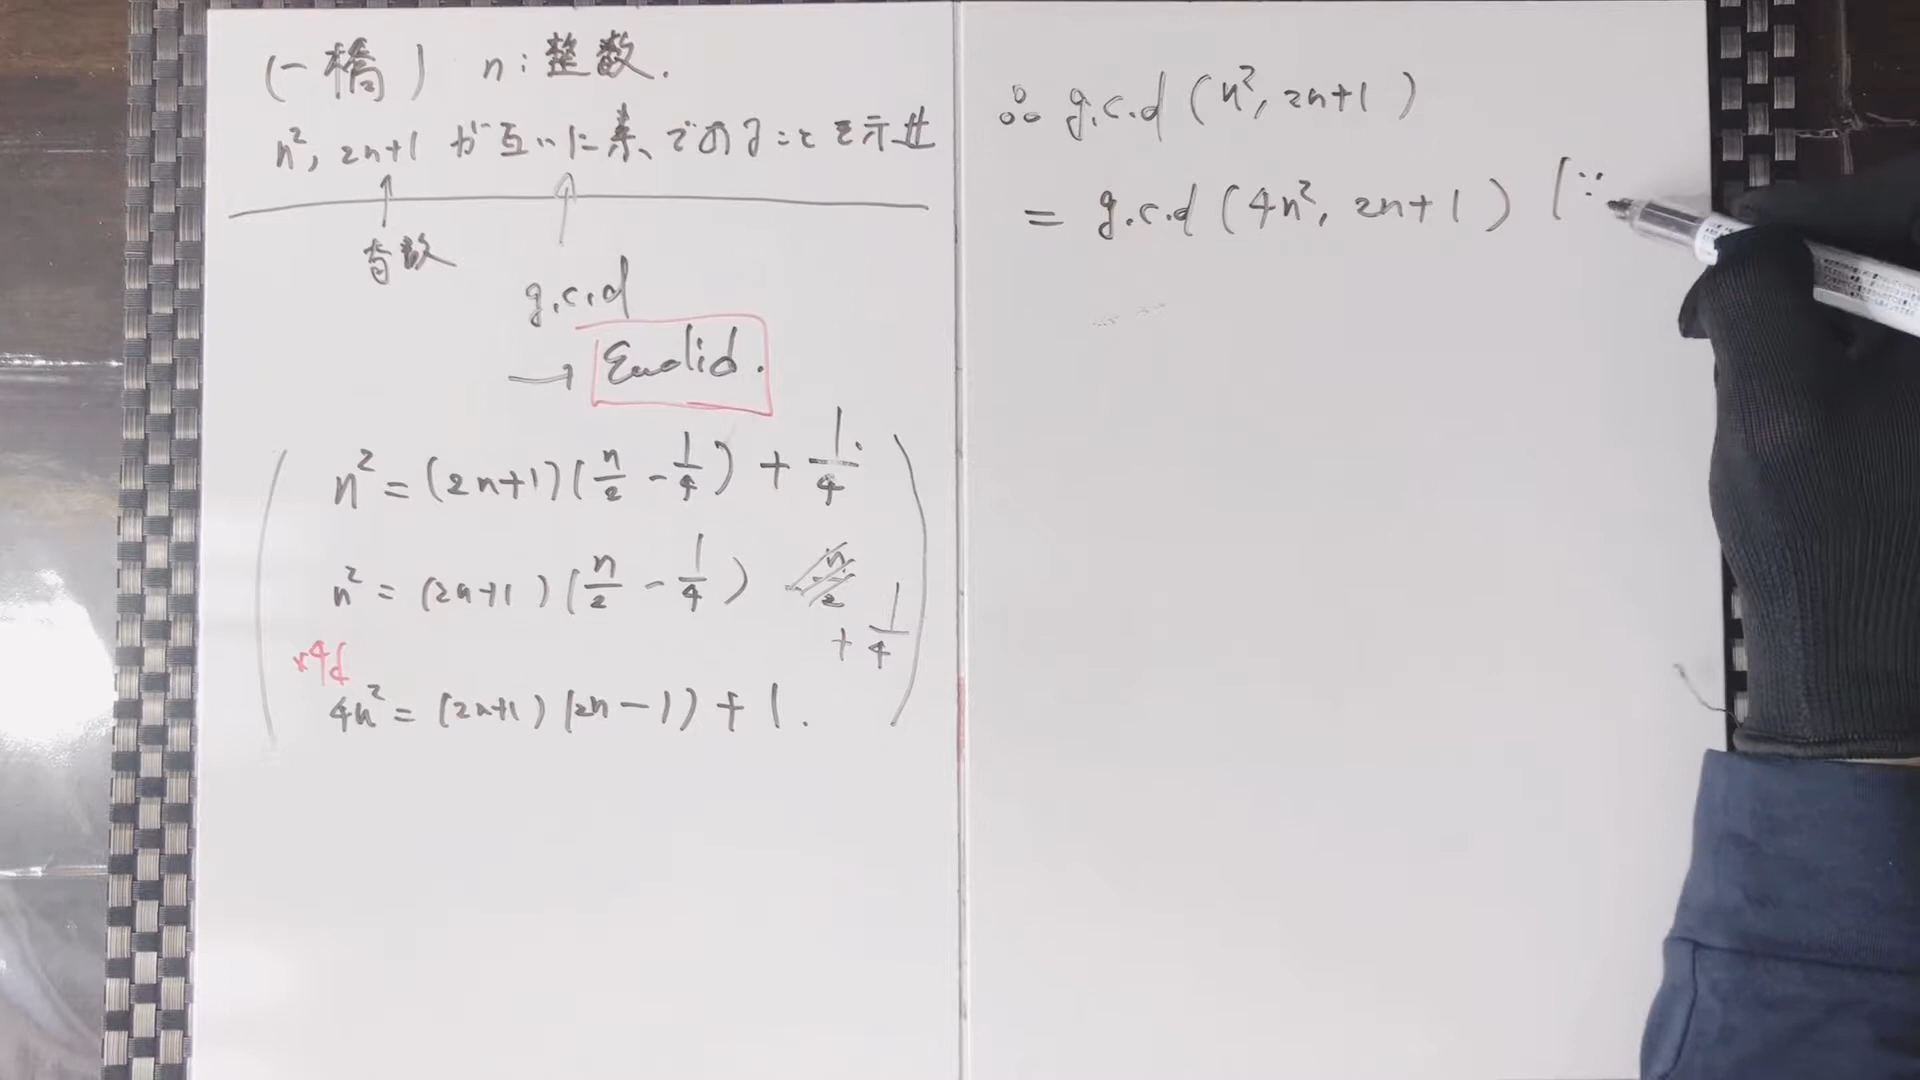 (一橋) n:整数.
n², 2n+1 が互いに素であることを示せ
奇数
g.c.d
→ Euclid.
n² = (2n+1)(n/2 - 1/4) + 1/4.
n² = (2n+1)(n/2 - 1/4) + 1/4
×4
4n² = (2n+1)(2n-1) + 1.
∴ g.c.d (n², 2n+1)
= g.c.d (4n², 2n+1) (∵